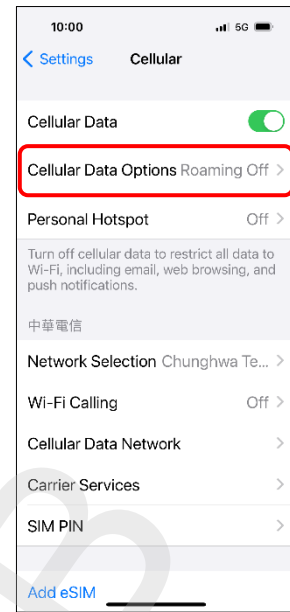 10:00 5G
Settings Cellular
Cellular Data
Cellular Data Options Roaming Off
Personal Hotspot Off
Turn off cellular data to restrict all data to
Wi-Fi, including email, web browsing, and
push notifications.
中華電信
Network Selection Chunghwa Te...
Wi-Fi Calling Off
Cellular Data Network
Carrier Services
SIM PIN
Add eSIM